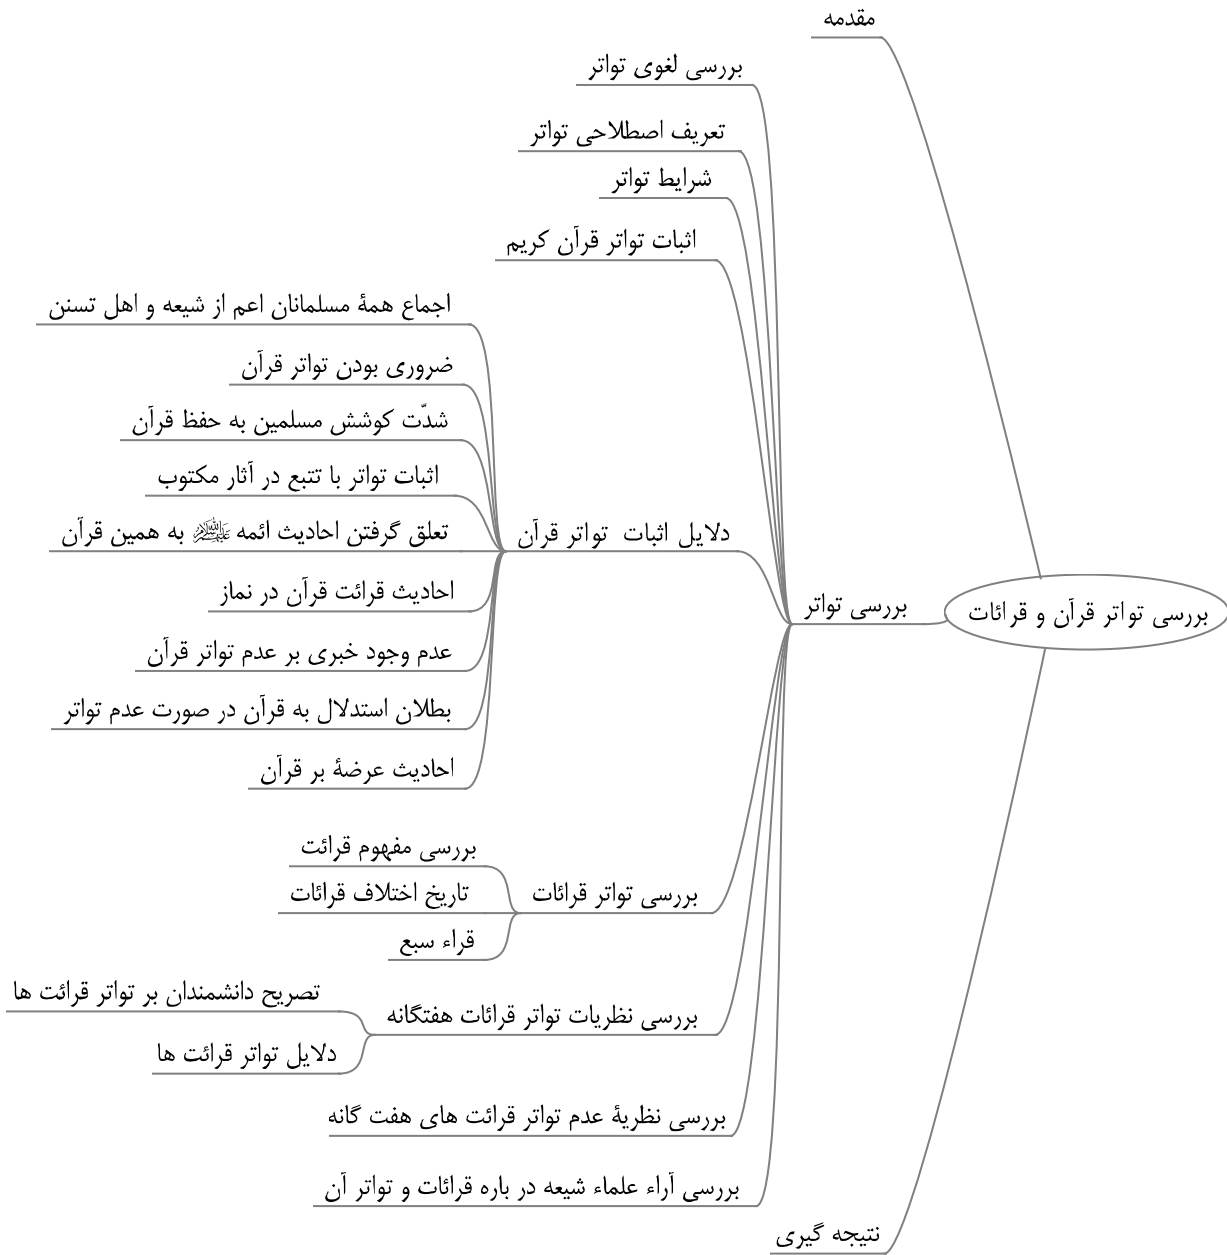 بررسی تواتر قرآن و قرائات
مقدمه
بررسی تواتر
بررسی لغوی تواتر
تعریف اصطلاحی تواتر
شرایط تواتر
اثبات تواتر قرآن کریم
دلایل اثبات تواتر قرآن
اجماع همۀ مسلمانان اعم از شیعه و اهل تسنن
ضروری بودن تواتر قرآن
شدّت کوشش مسلمین به حفظ قرآن
اثبات تواتر با تتبع در آثار مکتوب
تعلق گرفتن احادیث ائمه به همین قرآن
احادیث قرائت قرآن در نماز
عدم وجود خبری بر عدم تواتر قرآن
بطلان استدلال به قرآن در صورت عدم تواتر
احادیث عرضۀ بر قرآن
بررسی تواتر قرائات
بررسی مفهوم قرائت
تاریخ اختلاف قرائات
قراء سبع
بررسی نظریات تواتر قرائات هفتگانه
تصریح دانشمندان بر تواتر قرائت ها
دلایل تواتر قرائت ها
بررسی نظریۀ عدم تواتر قرائت های هفت گانه
بررسی آراء علماء شیعه در باره قرائات و تواتر آن
نتیجه گیری